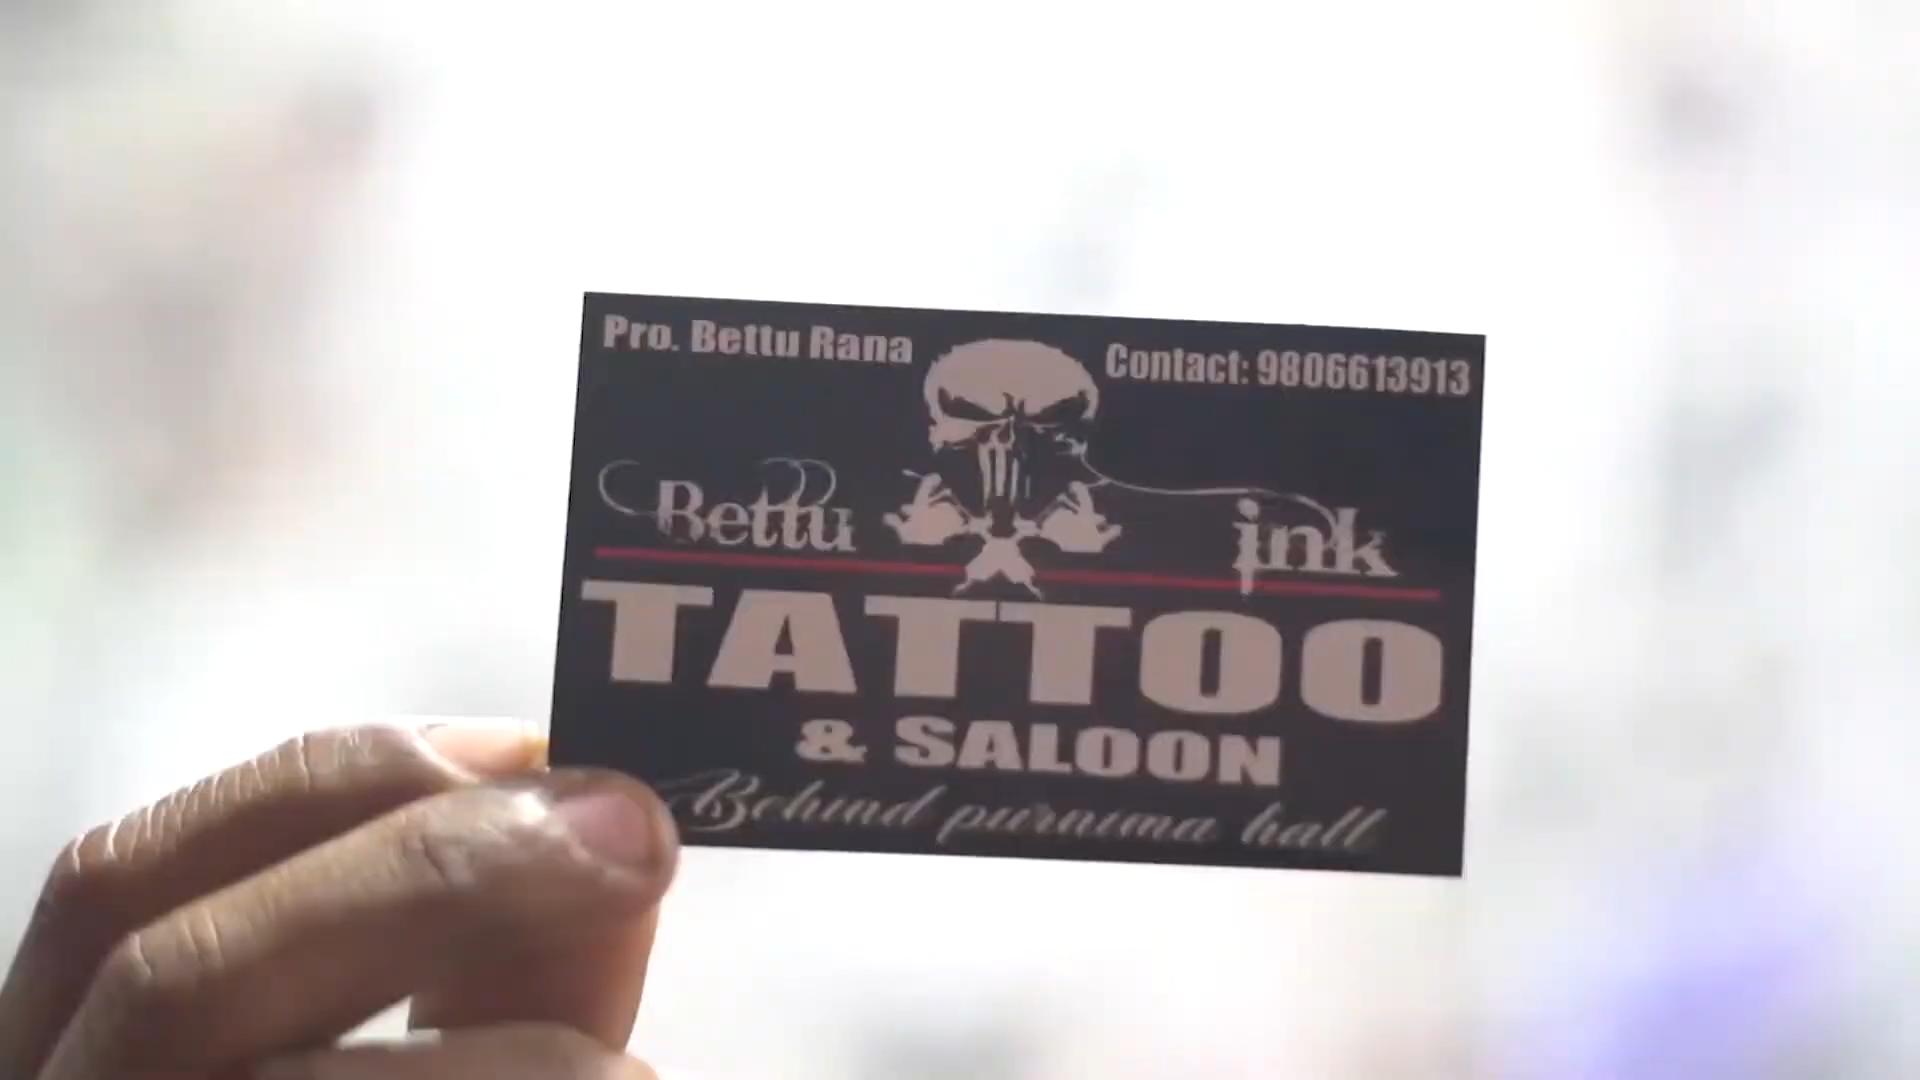 Pro. Bettu Rana
Contact: 9806613913
Bettu ink
TATTOO
& SALOON
Behind purnima hall